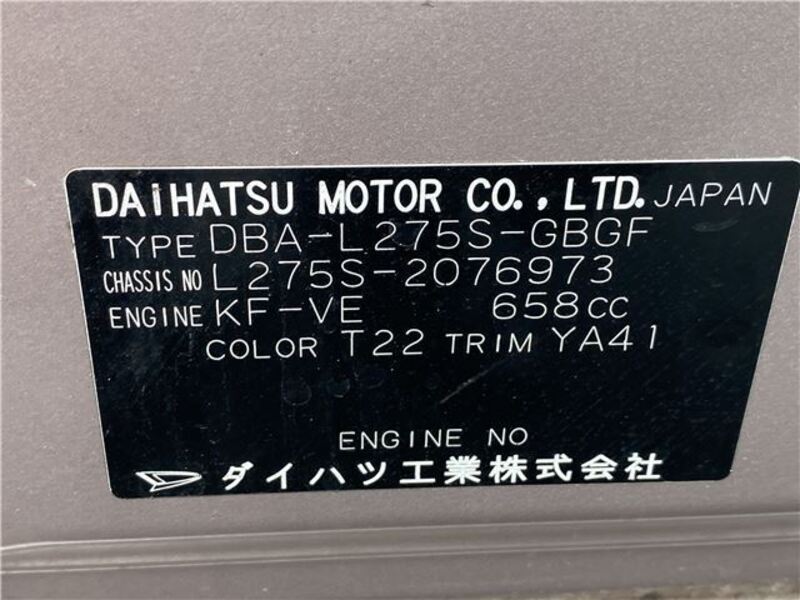 DAIHATSU MOTOR CO., LTD. JAPAN
TYPE DBA-L275S-GBGF
CHASSIS NO L275S-2076973
ENGINE KF-VE 658cc
COLOR T22 TRIM YA41
ENGINE NO
ダイハツ工業株式会社